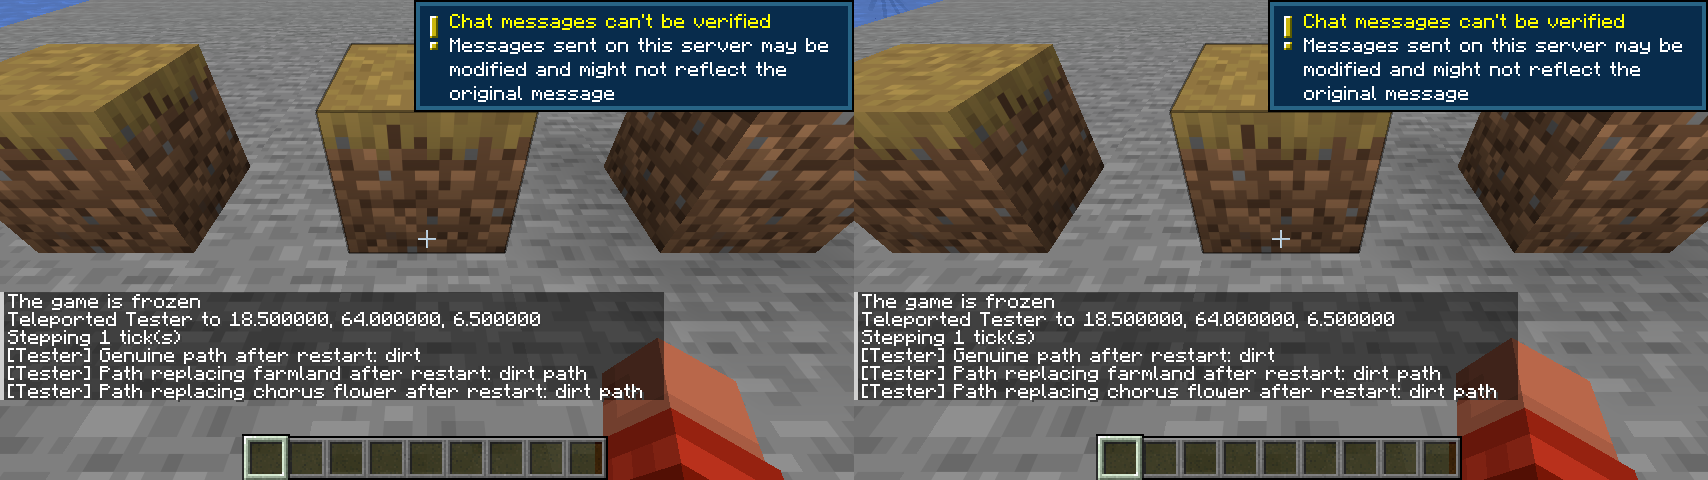 Chat messages can't be verified
Messages sent on this server may be
modified and might not reflect the
original message
The game is frozen
Teleported Tester to 18.500000, 64.000000, 6.500000
Stepping 1 tick(s)
[Tester] Genuine path after restart: dirt
[Tester] Path replacing farmland after restart: dirt path
[Tester] Path replacing chorus flower after restart: dirt path
Chat messages can't be verified
Messages sent on this server may be
modified and might not reflect the
original message
The game is frozen
Teleported Tester to 18.500000, 64.000000, 6.500000
Stepping 1 tick(s)
[Tester] Genuine path after restart: dirt
[Tester] Path replacing farmland after restart: dirt path
[Tester] Path replacing chorus flower after restart: dirt path